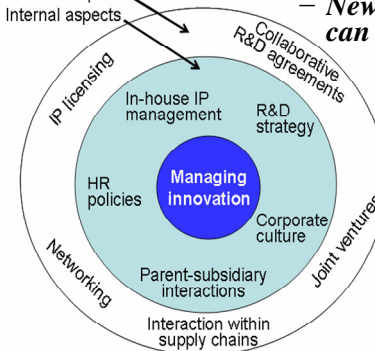 Internal aspects
– New
can
Collaborative
R&D agreements
IP licensing
In-house IP
management
R&D
strategy
Managing
innovation
HR
policies
Corporate
culture
Joint ventures
Networking
Parent-subsidiary
interactions
Interaction within
supply chains